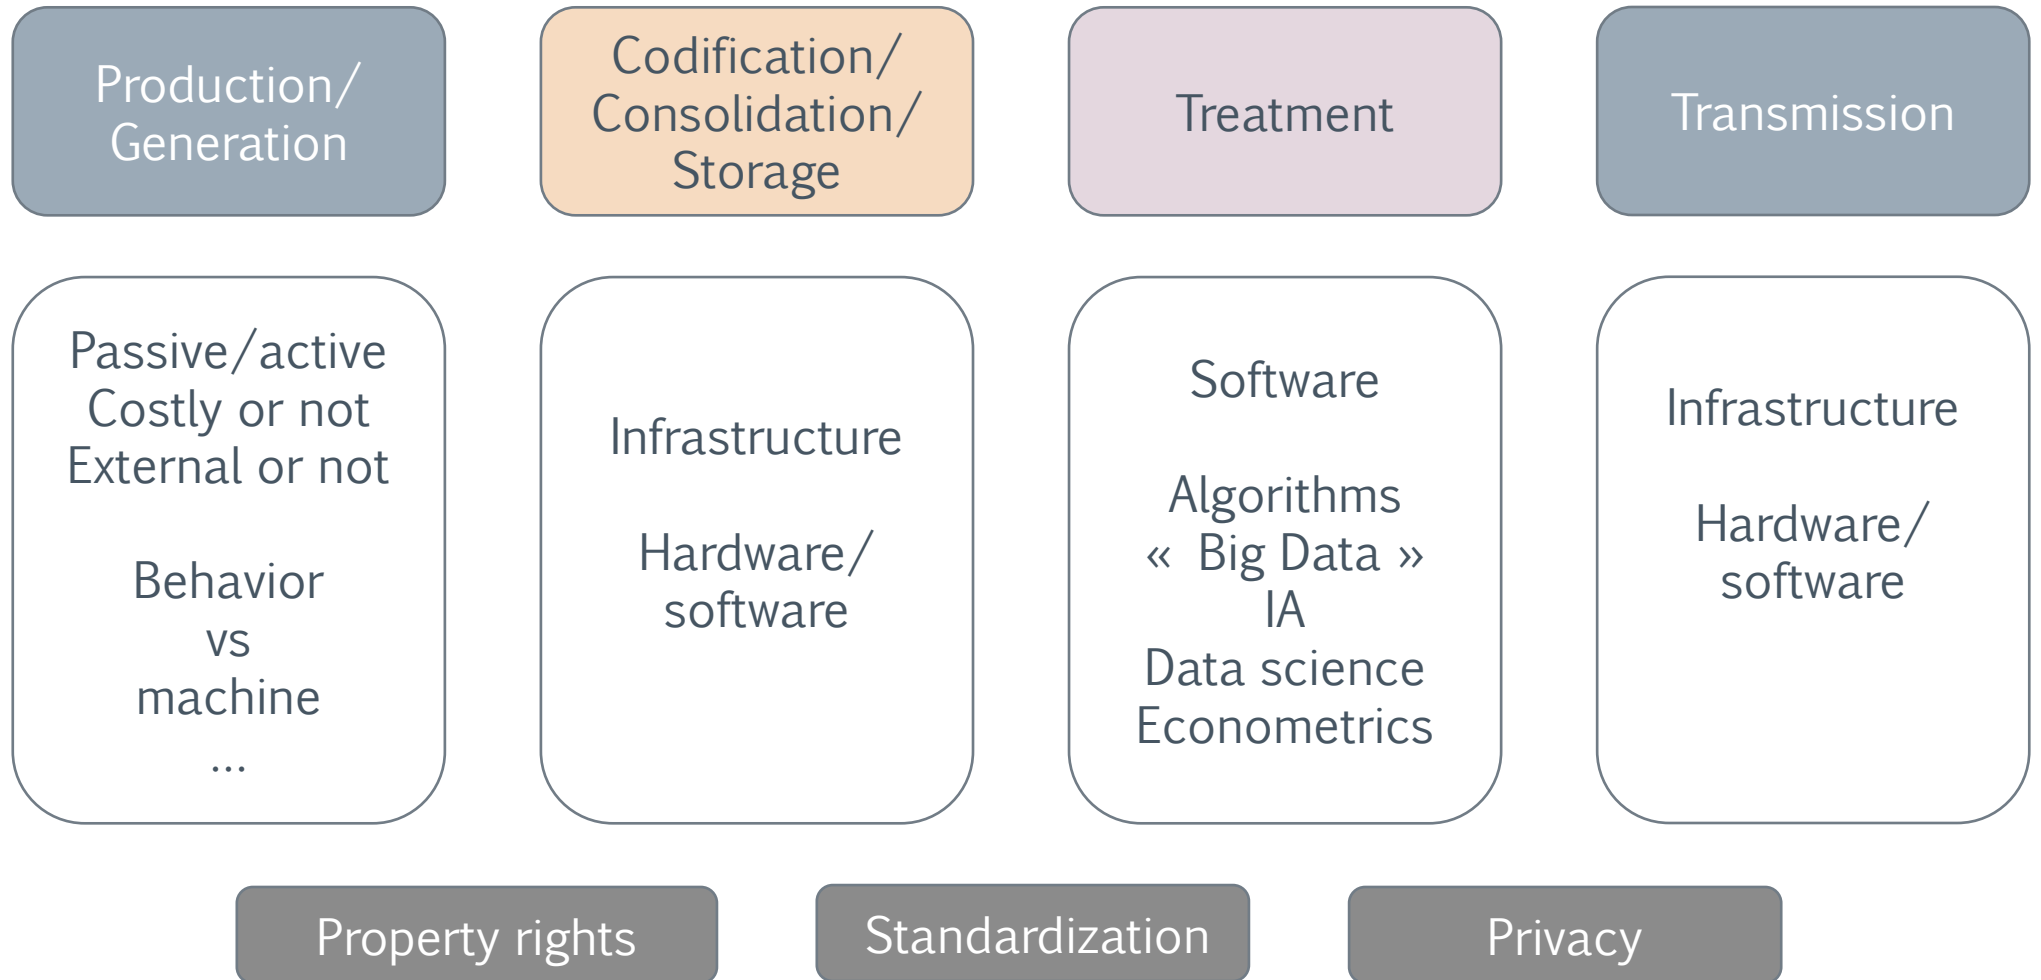 Production/
Generation
Codification/
Consolidation/
Storage
Treatment
Transmission
Passive/active
Costly or not
External or not
Behavior
vs
machine
...
Infrastructure
Hardware/
software
Software
Algorithms
« Big Data »
IA
Data science
Econometrics
Infrastructure
Hardware/
software
Property rights
Standardization
Privacy